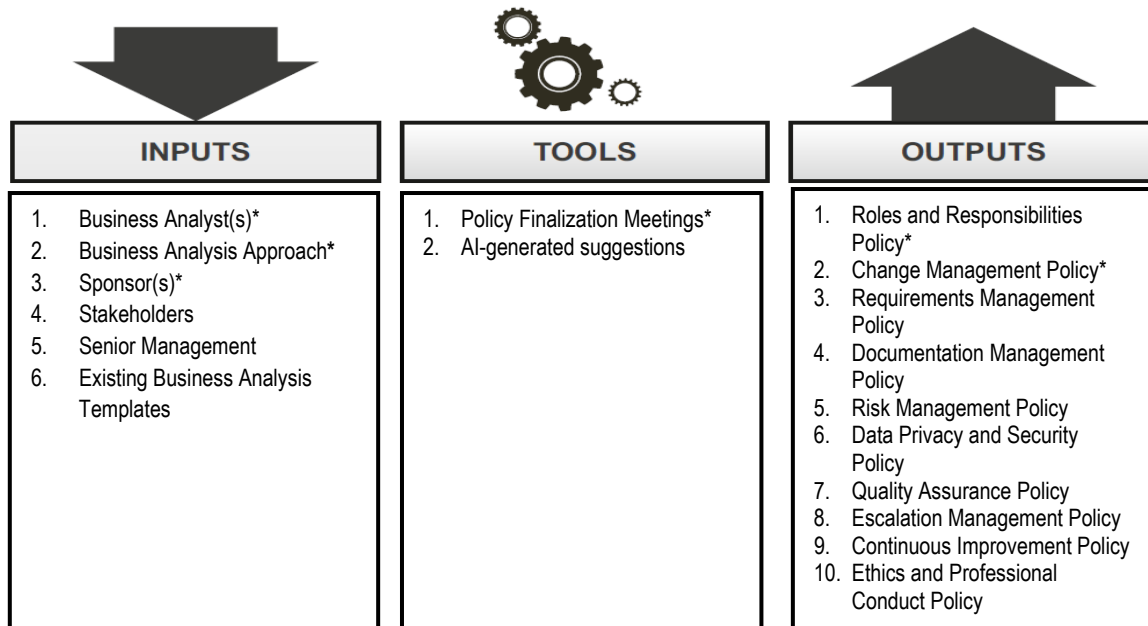 INPUTS
1. Business Analyst(s)*
2. Business Analysis Approach*
3. Sponsor(s)*
4. Stakeholders
5. Senior Management
6. Existing Business Analysis
Templates
TOOLS
1. Policy Finalization Meetings*
2. AI-generated suggestions
OUTPUTS
1. Roles and Responsibilities
Policy*
2. Change Management Policy*
3. Requirements Management
Policy
4. Documentation Management
Policy
5. Risk Management Policy
6. Data Privacy and Security
Policy
7. Quality Assurance Policy
8. Escalation Management Policy
9. Continuous Improvement Policy
10. Ethics and Professional
Conduct Policy